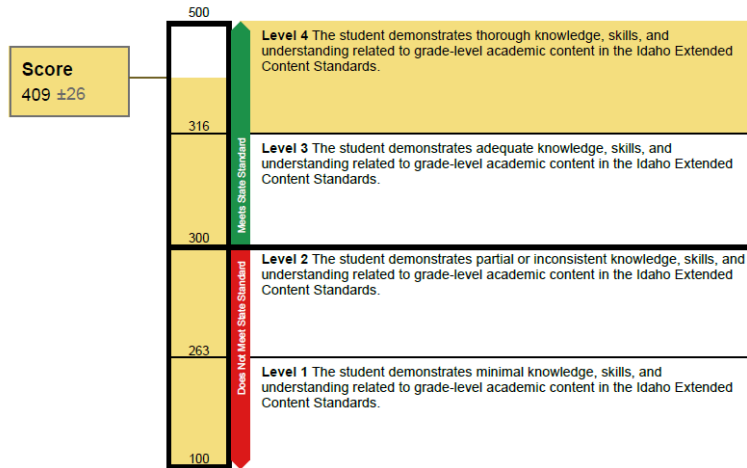 500
Level 4 The student demonstrates thorough knowledge, skills, and
understanding related to grade-level academic content in the Idaho Extended
Content Standards.
Score
409 ±26
316
Level 3 The student demonstrates adequate knowledge, skills, and
understanding related to grade-level academic content in the Idaho Extended
Content Standards.
Meets State Standard
300
Level 2 The student demonstrates partial or inconsistent knowledge, skills, and
understanding related to grade-level academic content in the Idaho Extended
Content Standards.
Does Not Meet State Standard
263
Level 1 The student demonstrates minimal knowledge, skills, and
understanding related to grade-level academic content in the Idaho Extended
Content Standards.
100